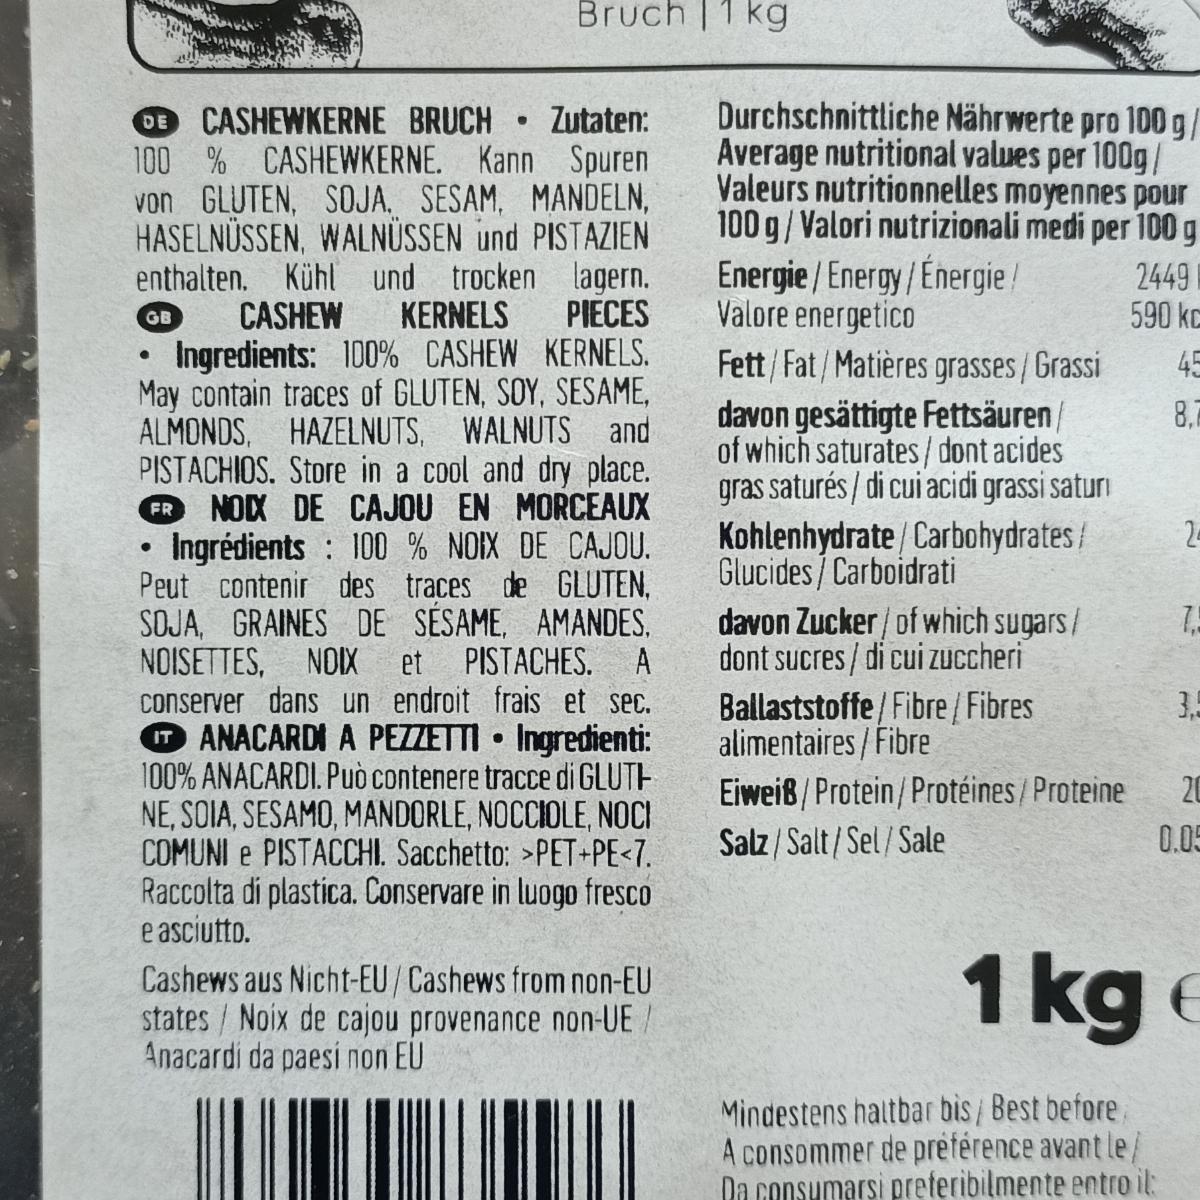 Bruch | 1 kg
DE CASHEWKERNE BRUCH • Zutaten:
100 % CASHEWKERNE. Kann Spuren
von GLUTEN, SOJA, SESAM, MANDELN,
HASELNÜSSEN, WALNÜSSEN und PISTAZIEN
enthalten. Kühl und trocken lagern.
GB CASHEW KERNELS PIECES
• Ingredients: 100% CASHEW KERNELS.
May contain traces of GLUTEN, SOY, SESAME,
ALMONDS, HAZELNUTS, WALNUTS and
PISTACHIOS. Store in a cool and dry place.
FR NOIX DE CAJOU EN MORCEAUX
• Ingrédients : 100 % NOIX DE CAJOU.
Peut contenir des traces de GLUTEN,
SOJA, GRAINES DE SÉSAME, AMANDES,
NOISETTES, NOIX et PISTACHES. A
conserver dans un endroit frais et sec.
IT ANACARDI A PEZZETTI • Ingredienti:
100% ANACARDI. Può contenere tracce di GLUTI-
NE, SOIA, SESAMO, MANDORLE, NOCCIOLE, NOCI
COMUNI e PISTACCHI. Sacchetto: >PET+PE<7.
Raccolta di plastica. Conservare in luogo fresco
e asciutto.
Cashews aus Nicht-EU / Cashews from non-EU
states / Noix de cajou provenance non-UE /
Anacardi da paesi non EU
Durchschnittliche Nährwerte pro 100 g /
Average nutritional values per 100g /
Valeurs nutritionnelles moyennes pour
100 g / Valori nutrizionali medi per 100 g
Energie / Energy / Énergie / 2449
Valore energetico 590
Fett / Fat / Matières grasses / Grassi 45
davon gesättigte Fettsäuren / 8,7
of which saturates / dont acides
gras saturés / di cui acidi grassi saturi
Kohlenhydrate / Carbohydrates /
Glucides / Carboidrati
davon Zucker / of which sugars /
dont sucres / di cui zuccheri
Ballaststoffe / Fibre / Fibres
alimentaires / Fibre
Eiweiß / Protein / Protéines / Proteine
Salz / Salt / Sel / Sale
1 kg
Mindestens haltbar bis / Best before
A consommer de préférence avant le /
Da consumarsi preferibilmente entro il: